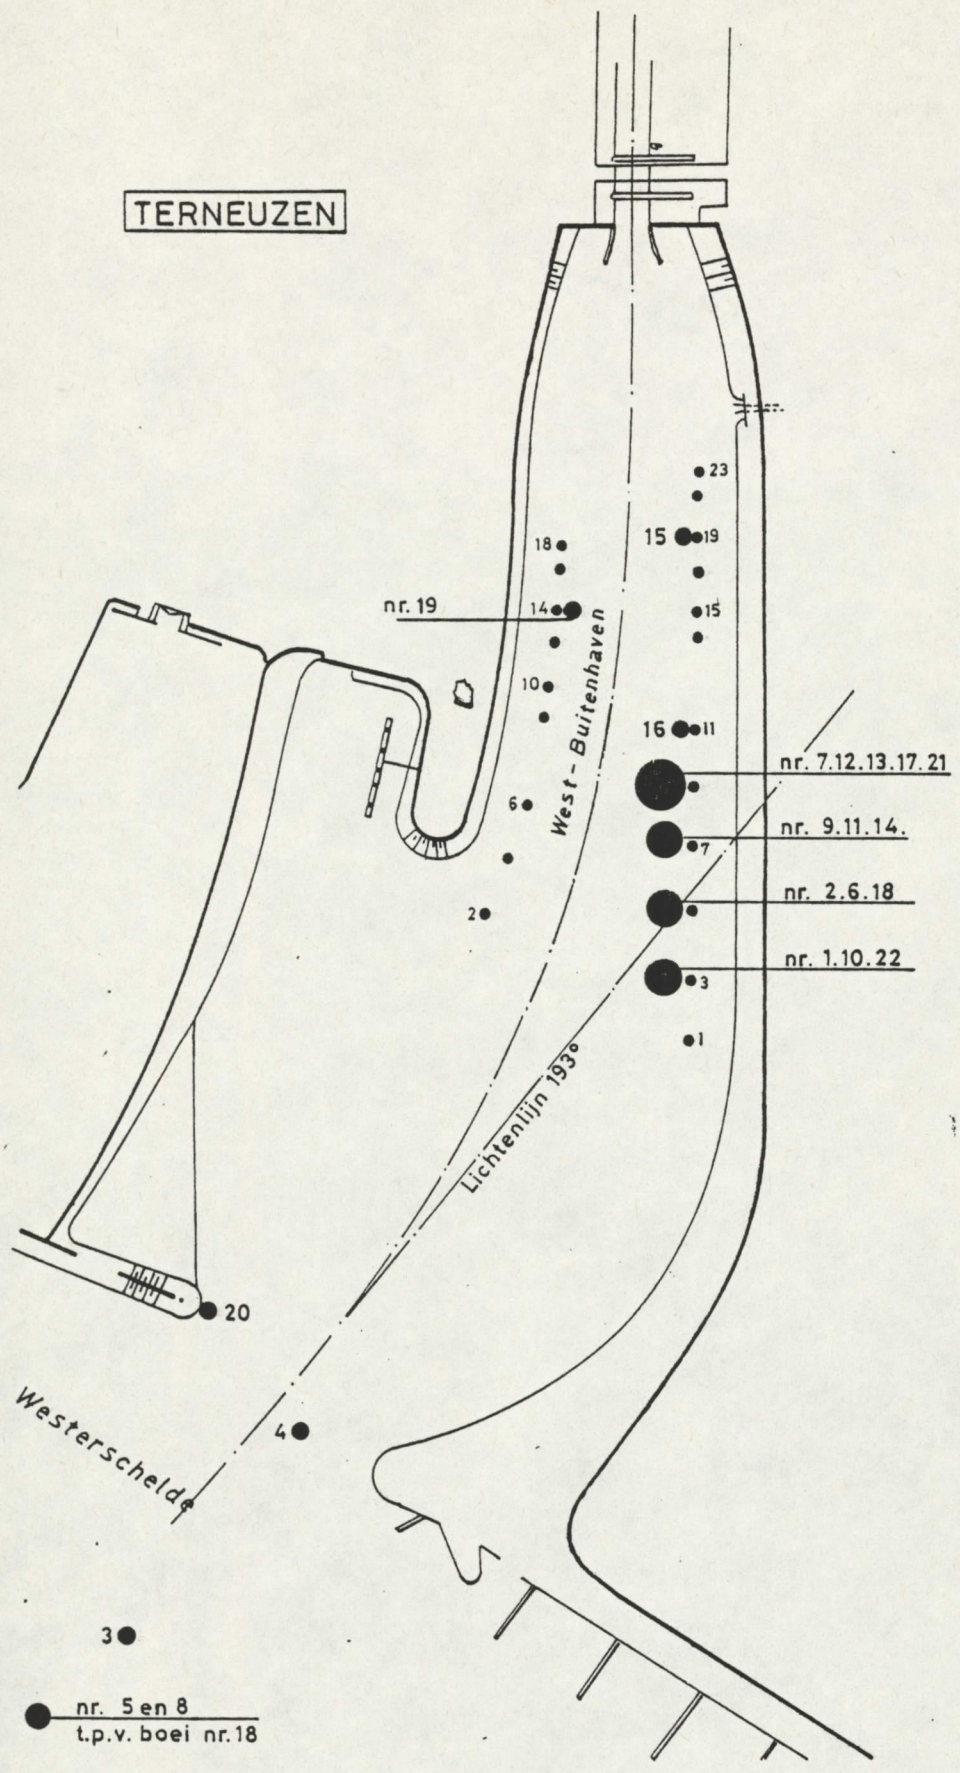 TERNEUZEN
23
15
19
18
nr. 19
14
15
10
16
11
West-Buitenhaven
nr. 7.12.13.17.21
6
nr. 9.11.14.
7
nr. 2.6.18
2
nr. 1.10.22
3
1
Lichtenlijn 193°
20
Westerschelde
4
3
nr. 5 en 8
t.p.v. boei nr.18